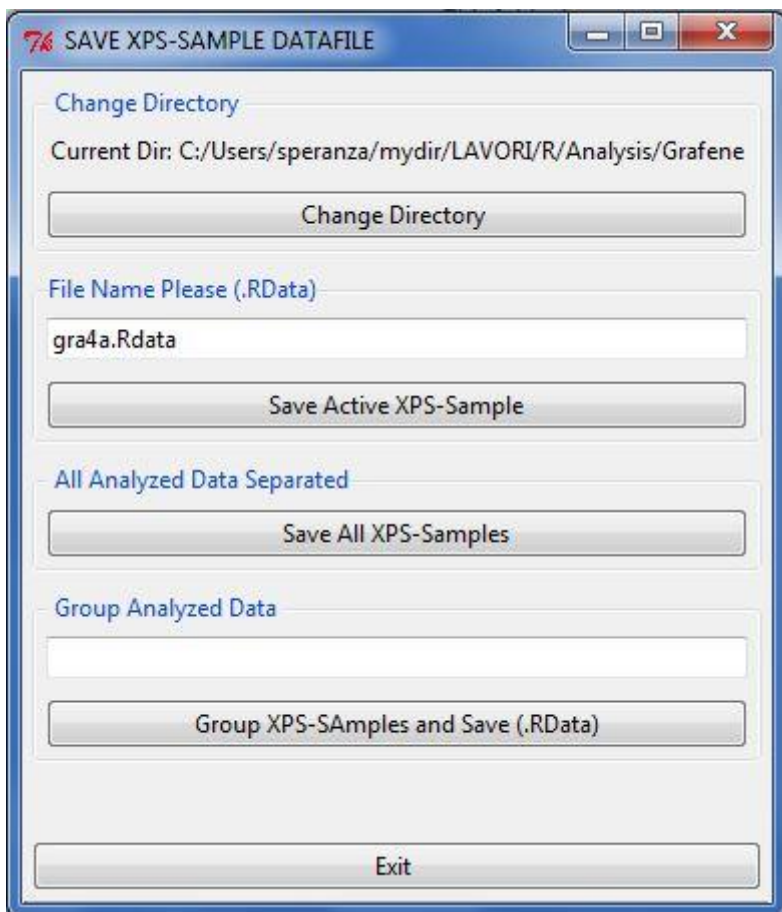 SAVE XPS-SAMPLE DATAFILE
Change Directory
Current Dir: C:/Users/speranza/mydir/LAVORI/R/Analysis/Grafene
Change Directory
File Name Please (.RData)
gra4a.Rdata
Save Active XPS-Sample
All Analyzed Data Separated
Save All XPS-Samples
Group Analyzed Data
Group XPS-SAmples and Save (.RData)
Exit